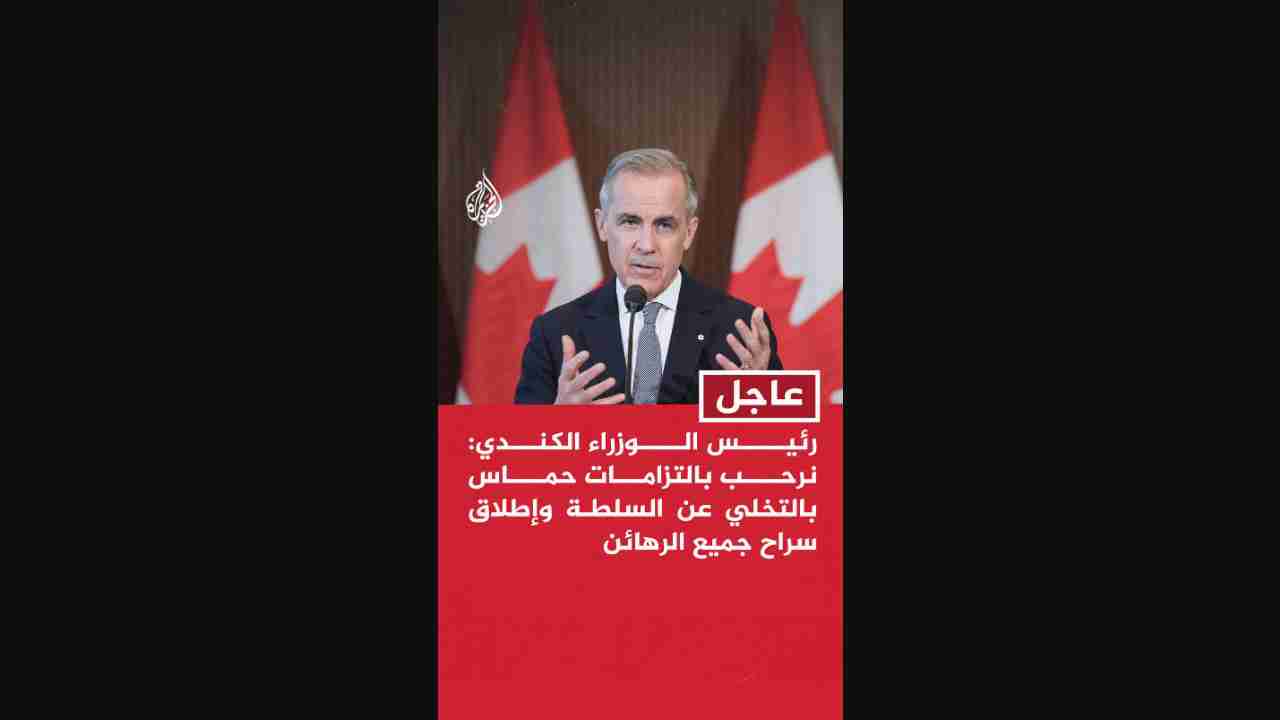 عاجل
رئيس الوزراء الكندي:
نرحب بالتزامات حماس
بالتخلي عن السلطة وإطلاق
سراح جميع الرهائن